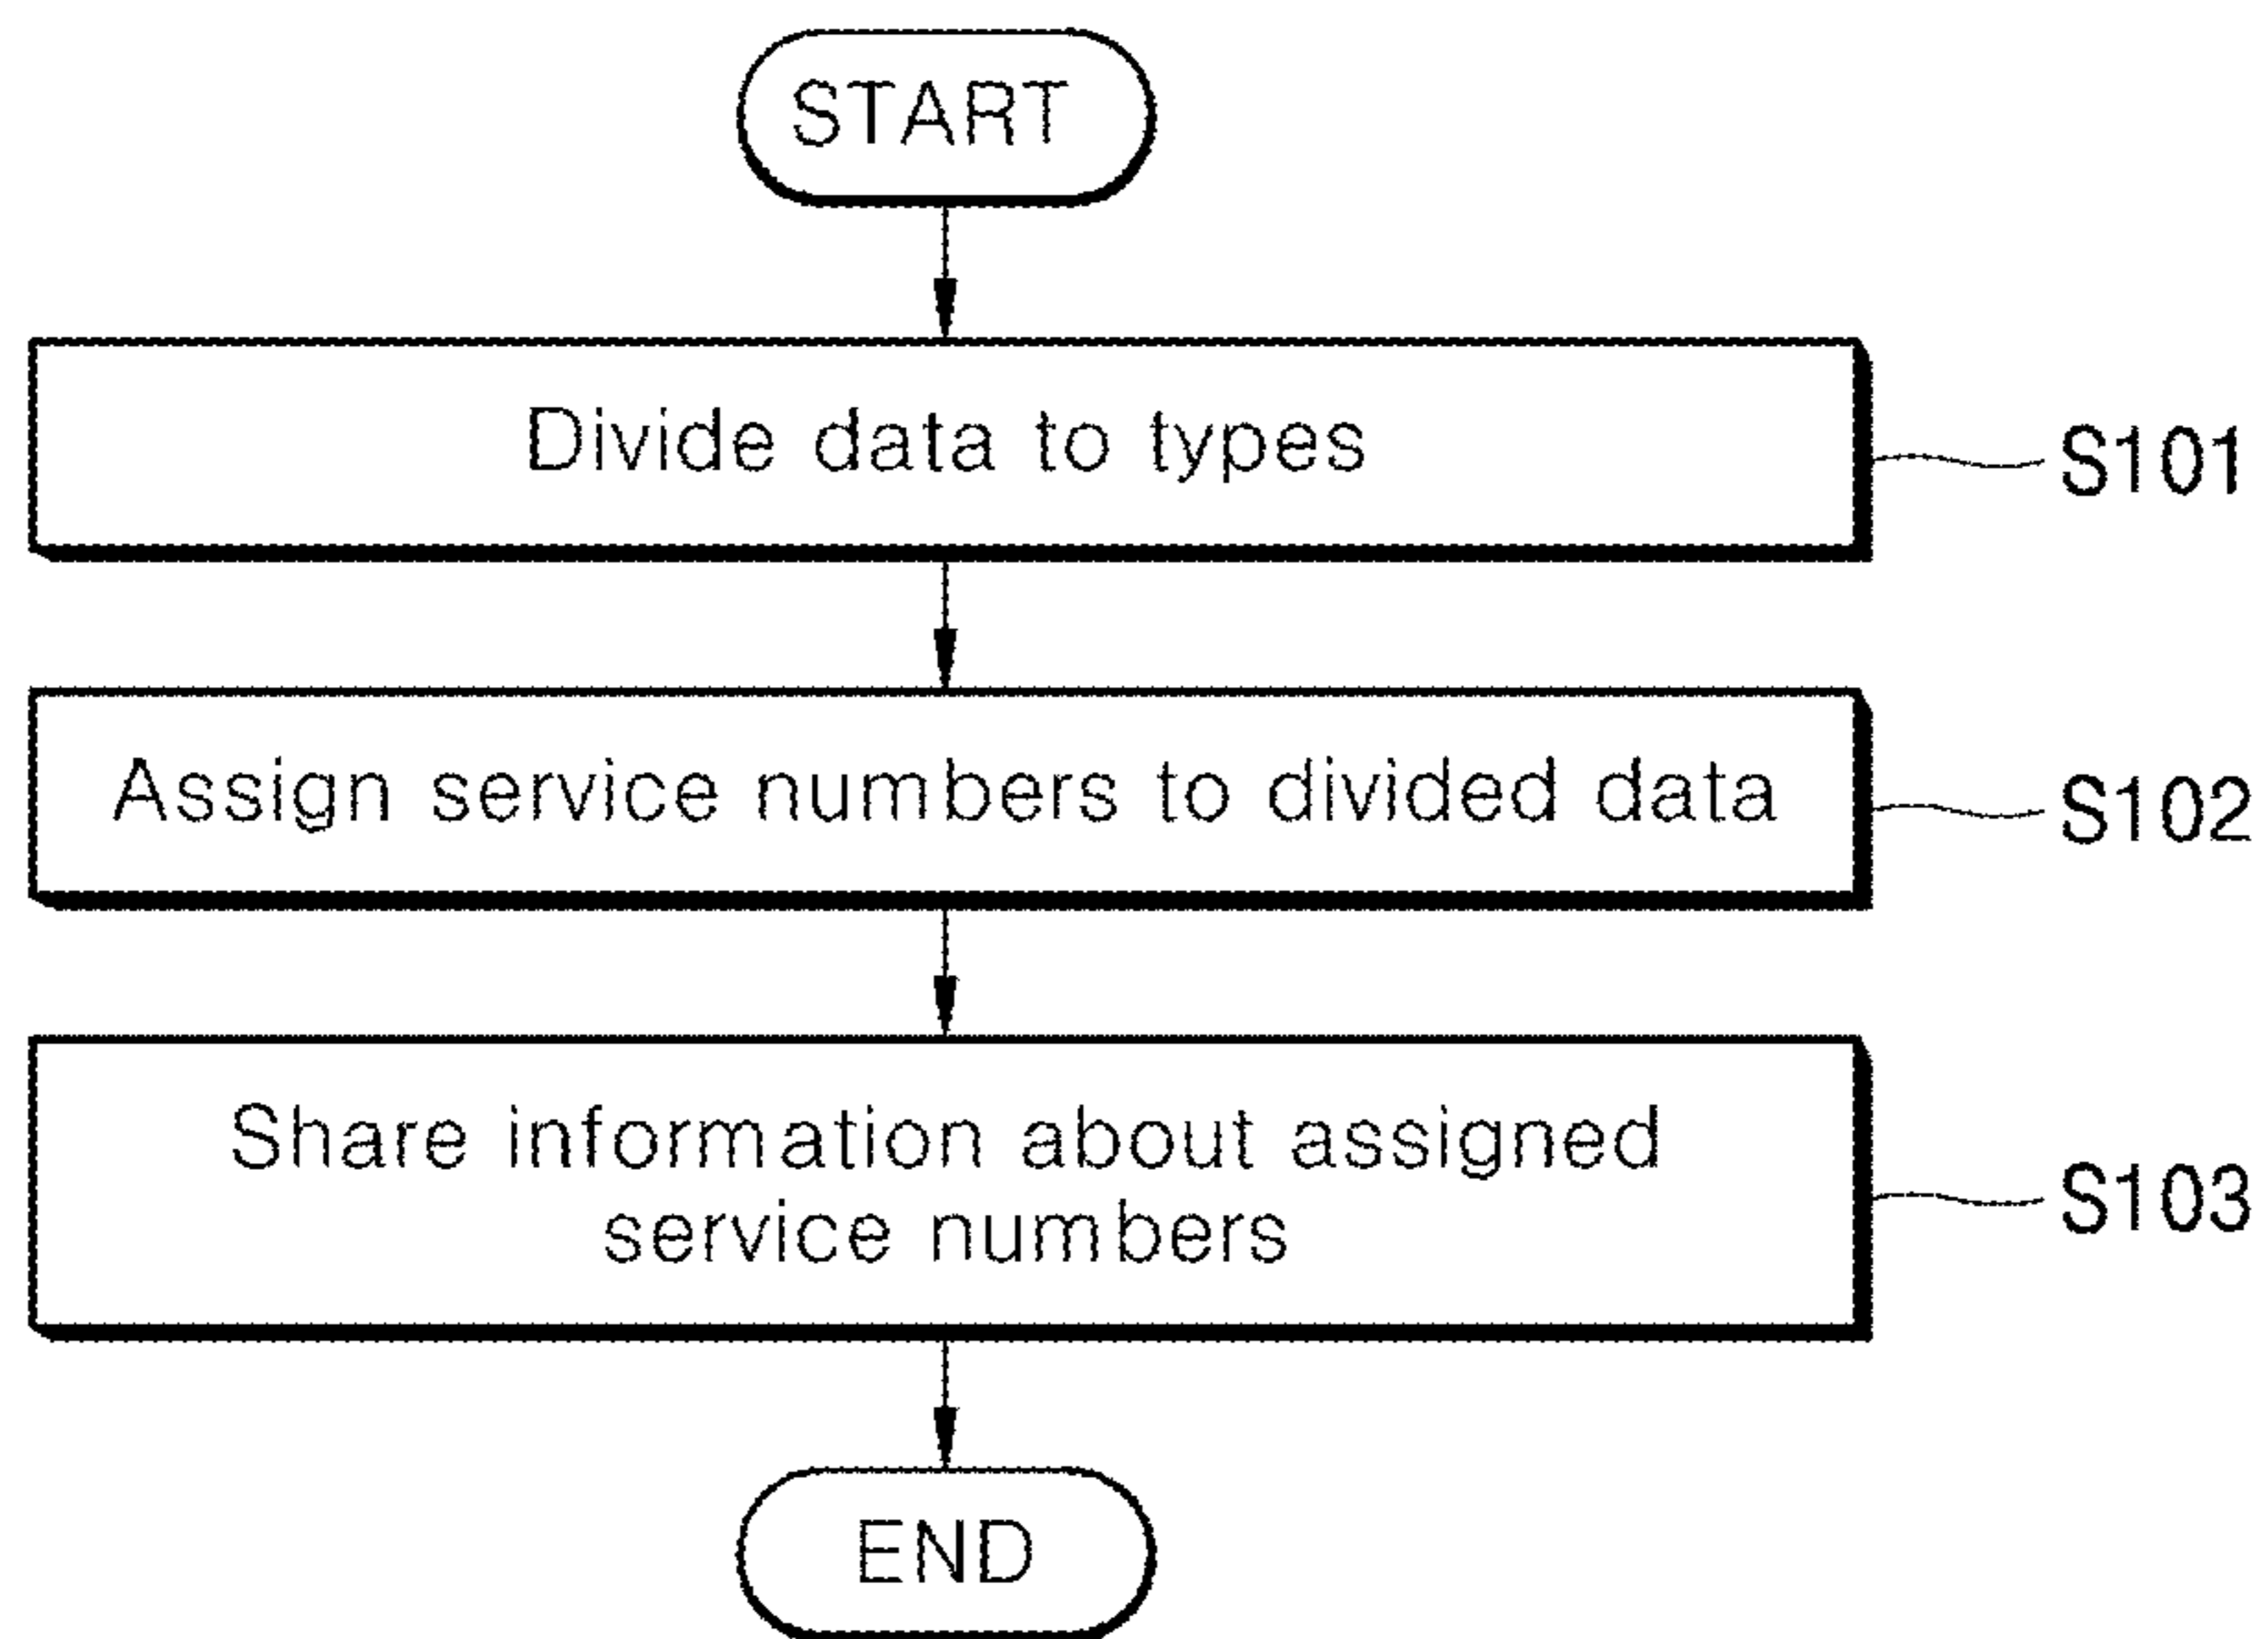 START
Divide data to types
S101
Assign service numbers to divided data
S102
Share information about assigned
service numbers
S103
END